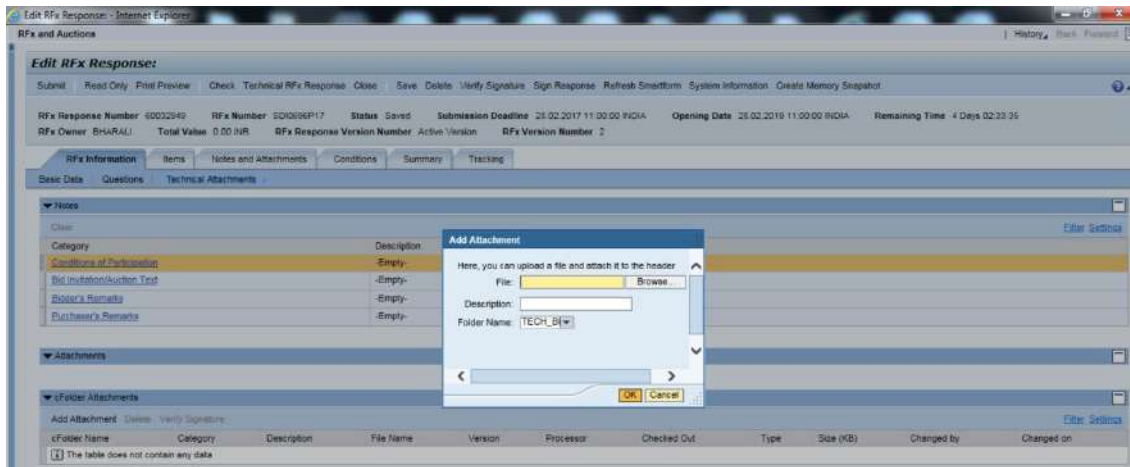 Edit RFx Response: - Internet Explorer
RFx and Auctions
History Back Forward
Edit RFx Response:
Submit Read Only Print Preview Check Technical RFx Response Close Save Delete Verify Signature Sign Response Refresh Smartform System Information Create Memory Snapshot
RFx Response Number 60032949 RFx Number SDI0696P17 Status Saved Submission Deadline 28.02.2017 11:00:00 INDIA Opening Date 28.02.2019 11:00:00 INDIA Remaining Time 4 Days 02:33:35
RFx Owner BHARALI Total Value 0.00 INR RFx Response Version Number Active Version RFx Version Number 2
RFx Information Items Notes and Attachments Conditions Summary Tracking
Basic Data Questions Technical Attachments
Notes
Clear Filter Settings
Category Description
Conditions of Participation -Empty-
Bid Invitation/Auction Text -Empty-
Bidder's Remarks -Empty-
Purchaser's Remarks -Empty-
Add Attachment
Here, you can upload a file and attach it to the header
File: Browse...
Description:
Folder Name: TECH_BI
OK Cancel
Attachments
cFolder Attachments
Add Attachment Delete Verify Signature Filter Settings
cFolder Name Category Description File Name Version Processor Checked Out Type Size (KB) Changed by Changed on
The table does not contain any data